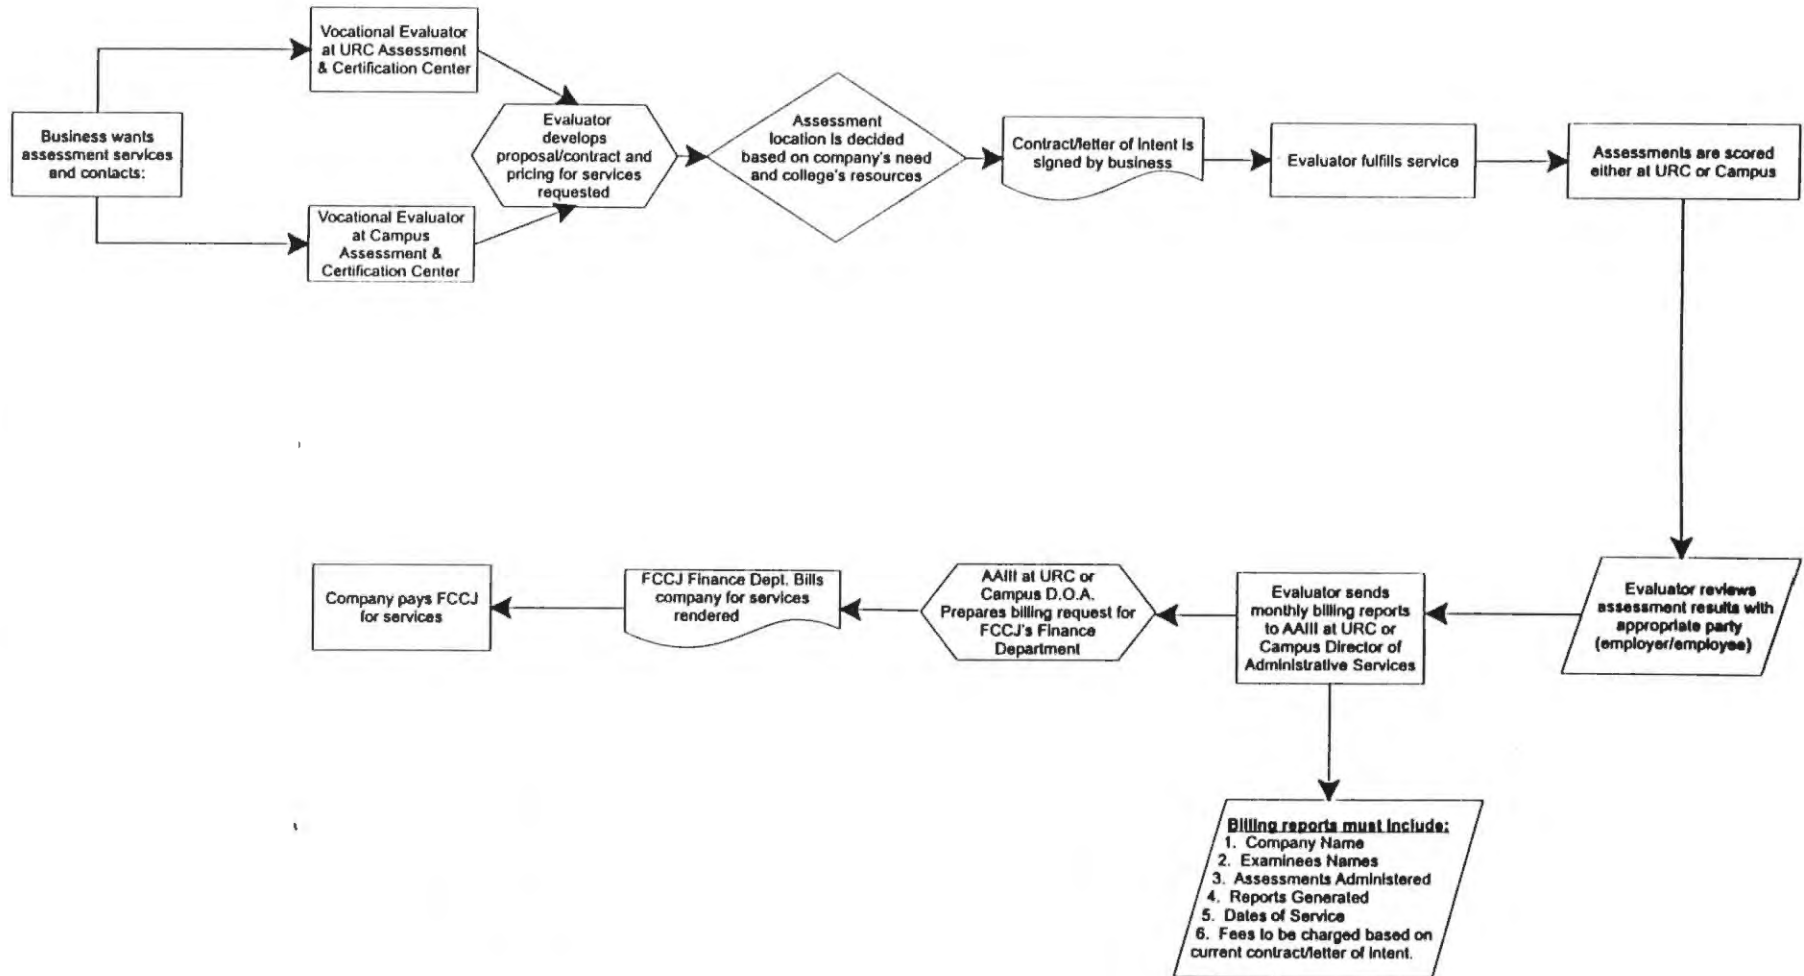 Vocational Evaluator
at URC Assessment
& Certification Center
Business wants
assessment services
and contacts:
Vocational Evaluator
at Campus
Assessment &
Certification Center
Evaluator
develops
proposal/contract and
pricing for services
requested
Assessment
location is decided
based on company's need
and college's resources
Contract/letter of Intent is
signed by business
Evaluator fulfills service
Assessments are scored
either at URC or Campus
Evaluator reviews
assessment results with
appropriate party
(employer/employee)
Evaluator sends
monthly billing reports
to AAIII at URC or
Campus Director of
Administrative Services
Billing reports must Include:
1. Company Name
2. Examinees Names
3. Assessments Administered
4. Reports Generated
5. Dates of Service
6. Fees to be charged based on
current contract/letter of Intent.
AAIII at URC or
Campus D.O.A.
Prepares billing request for
FCCJ's Finance
Department
FCCJ Finance Dept. Bills
company for services
rendered
Company pays FCCJ
for services